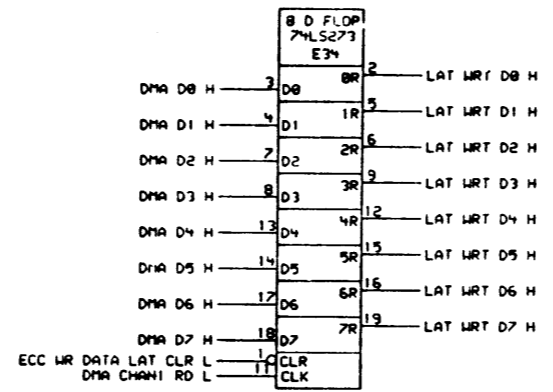 8 D FLOP
74LS273
E34
DMA D0 H 3 D0 0R 2 LAT WRT D0 H
DMA D1 H 4 D1 1R 5 LAT WRT D1 H
DMA D2 H 7 D2 2R 6 LAT WRT D2 H
DMA D3 H 8 D3 3R 9 LAT WRT D3 H
DMA D4 H 13 D4 4R 12 LAT WRT D4 H
DMA D5 H 14 D5 5R 15 LAT WRT D5 H
DMA D6 H 17 D6 6R 16 LAT WRT D6 H
DMA D7 H 18 D7 7R 19 LAT WRT D7 H
ECC WR DATA LAT CLR L 1 CLR
DMA CHAN1 RD L 11 CLK